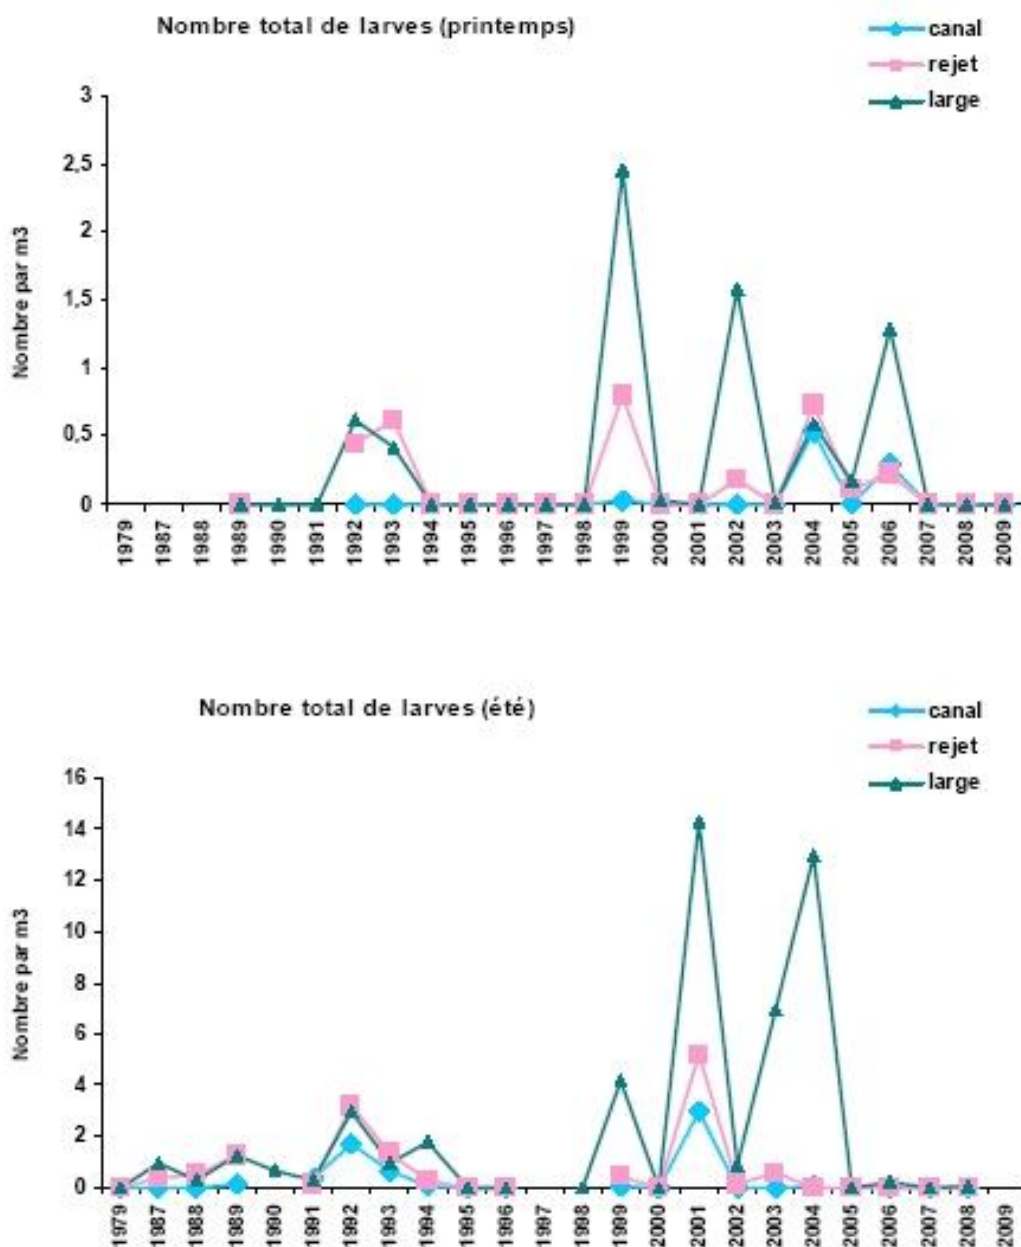 Nombre total de larves (printemps)
canal
rejet
large
Nombre par m3
3
2,5
2
1,5
1
0,5
0
1979 1987 1988 1989 1990 1991 1992 1993 1994 1995 1996 1997 1998 1999 2000 2001 2002 2003 2004 2005 2006 2007 2008 2009
Nombre total de larves (été)
canal
rejet
large
Nombre par m3
16
14
12
10
8
6
4
2
0
1979 1987 1988 1989 1990 1991 1992 1993 1994 1995 1996 1997 1998 1999 2000 2001 2002 2003 2004 2005 2006 2007 2008 2009